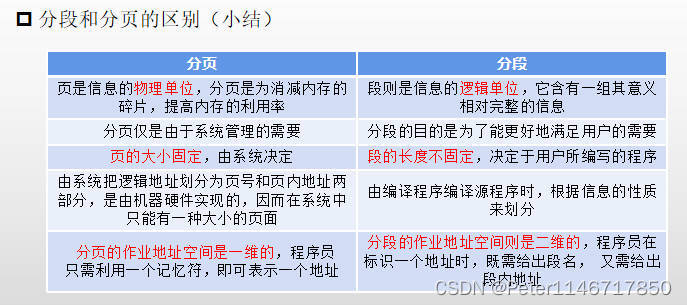 分段和分页的区别（小结）
分页
分段
页是信息的物理单位，分页是为消减内存的
碎片，提高内存的利用率
段则是信息的逻辑单位，它含有一组其意义
相对完整的信息
分页仅是由于系统管理的需要
分段的目的是为了能更好地满足用户的需要
页的大小固定，由系统决定
段的长度不固定，决定于用户所编写的程序
由系统把逻辑地址划分为页号和页内地址两
部分，是由机器硬件实现的，因而在系统中
只能有一种大小的页面
由编译程序编译源程序时，根据信息的性质
来划分
分页的作业地址空间是一维的，程序员
只需利用一个记忆符，即可表示一个地址
分段的作业地址空间则是二维的，程序员在
标识一个地址时，既需给出段名， 又需给出
段内地址
CSDN @Peter1146717850